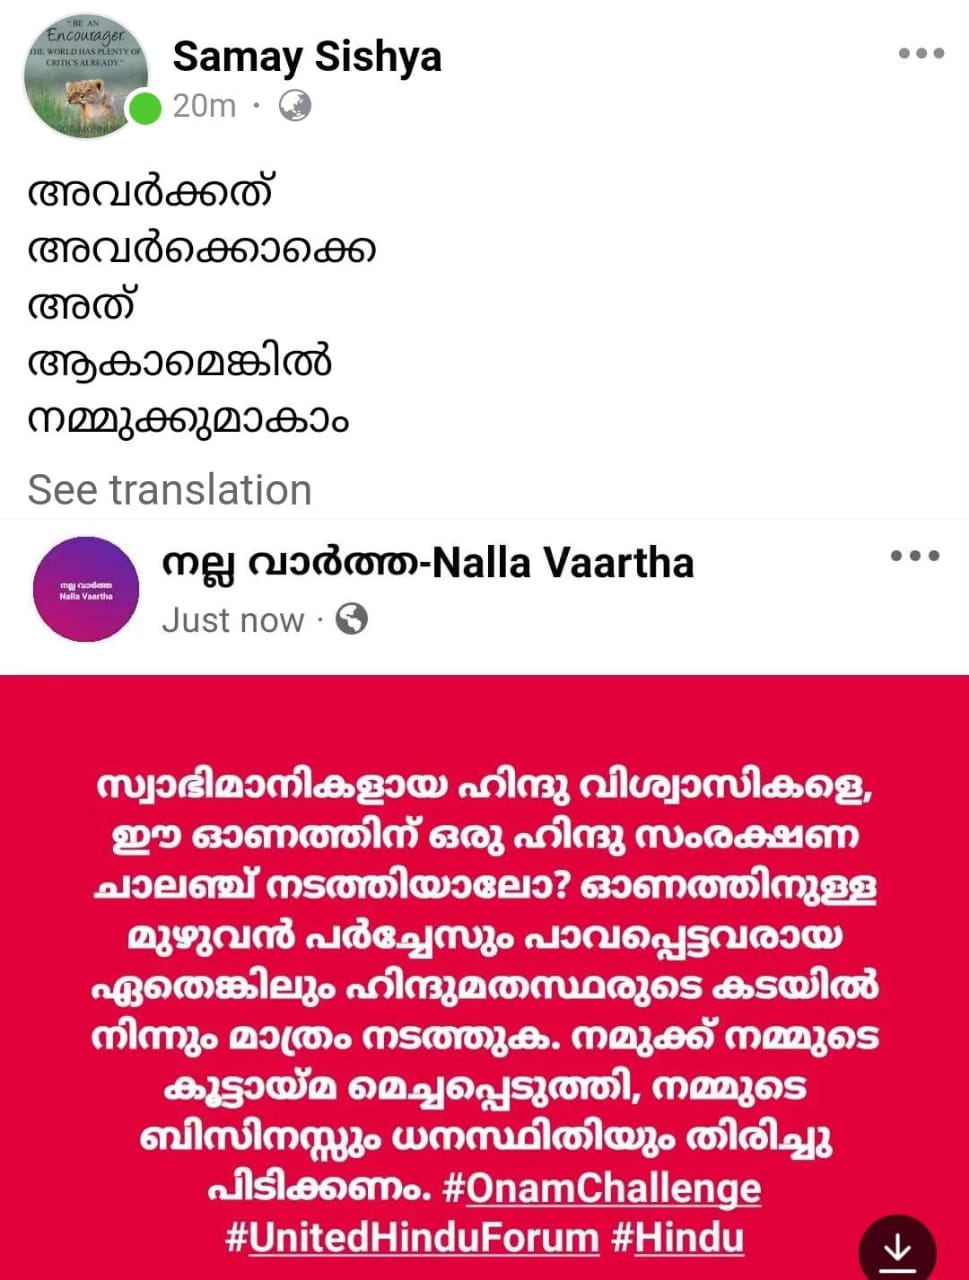 "BE AN
Encourager
THE WORLD HAS PLENTY OF
CRITICS ALREADY."
Samay Sishya
20m ·
അവർക്കത്
അവർക്കൊക്കെ
അത്
ആകാമെങ്കിൽ
നമ്മുക്കുമാകാം
See translation
നല്ല വാർത്ത
Nalla Vaartha
നല്ല വാർത്ത-Nalla Vaartha
Just now ·
സ്വാഭിമാനികളായ ഹിന്ദു വിശ്വാസികളെ,
ഈ ഓണത്തിന് ഒരു ഹിന്ദു സംരക്ഷണ
ചാലഞ്ച് നടത്തിയാലോ? ഓണത്തിനുള്ള
മുഴുവൻ പർച്ചേസും പാവപ്പെട്ടവരായ
ഏതെങ്കിലും ഹിന്ദുമതസ്ഥരുടെ കടയിൽ
നിന്നും മാത്രം നടത്തുക. നമുക്ക് നമ്മുടെ
കൂട്ടായ്മ മെച്ചപ്പെടുത്തി, നമ്മുടെ
ബിസിനസ്സും ധനസ്ഥിതിയും തിരിച്ചു
പിടിക്കണം. #OnamChallenge
#UnitedHinduForum #Hindu